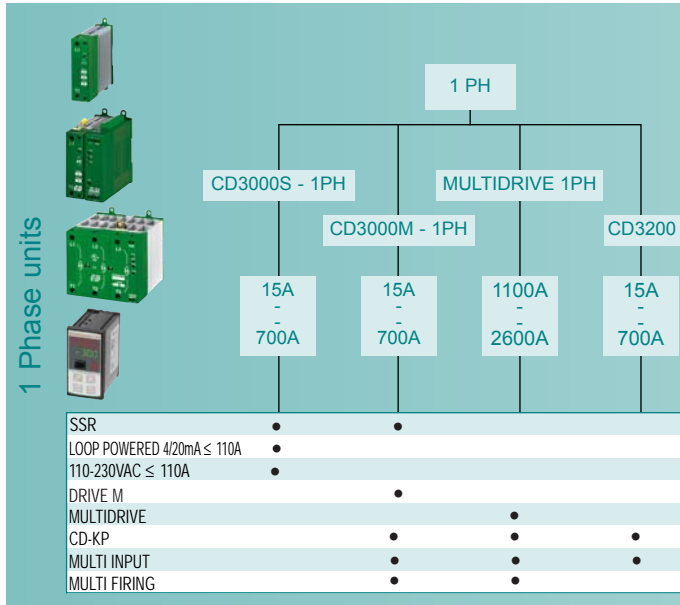 1 Phase units
1 PH
CD3000S - 1PH
MULTIDRIVE 1PH
CD3000M - 1PH
CD3200
15A - - 700A
15A - - 700A
1100A - - 2600A
15A - - 700A
SSR ● ●
LOOP POWERED 4/20mA ≤ 110A ●
110-230VAC ≤ 110A ●
DRIVE M ●
MULTIDRIVE ●
CD-KP ● ● ●
MULTI INPUT ● ● ●
MULTI FIRING ● ●